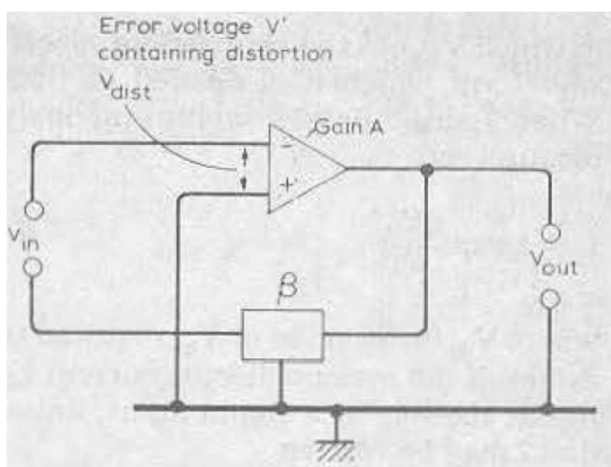 Error voltage V'
containing distortion
Vdist
Gain A
−
+
Vin
β
Vout